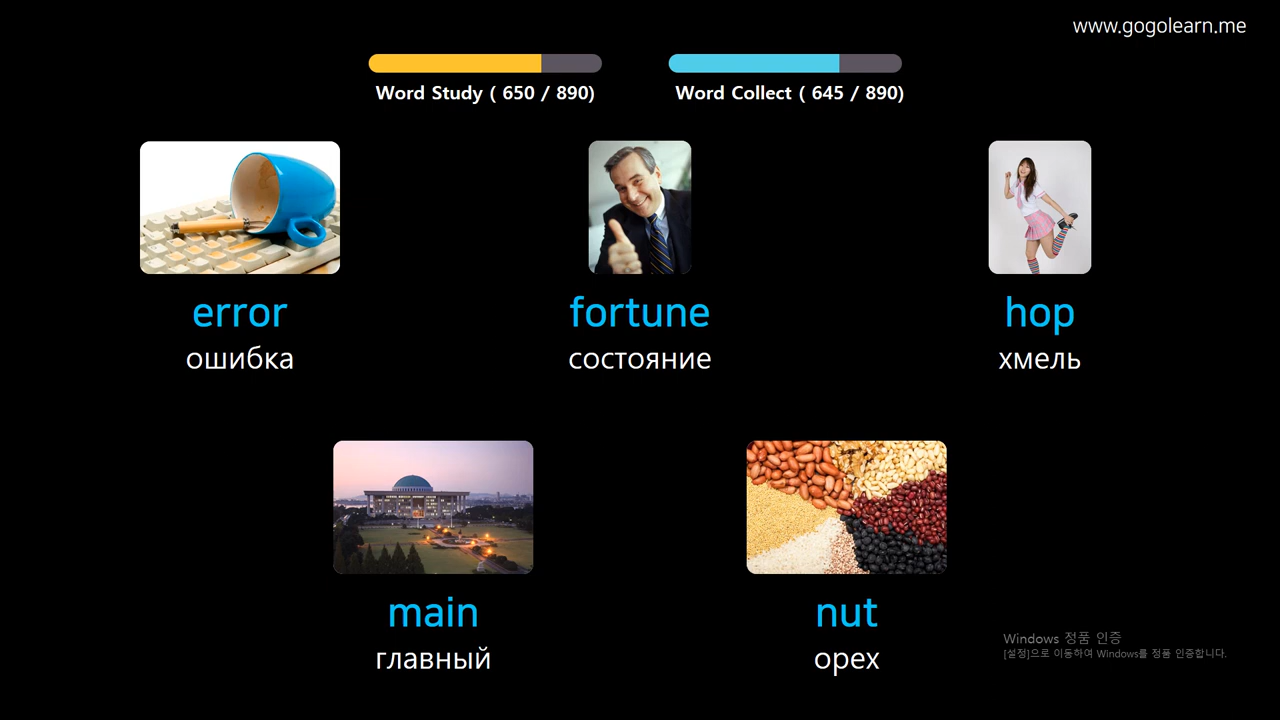 www.gogolearn.me
Word Study ( 650 / 890)
Word Collect ( 645 / 890)
error
ошибка
fortune
состояние
hop
хмель
main
главный
nut
орех
Windows 정품 인증
[설정]으로 이동하여 Windows를 정품 인증합니다.